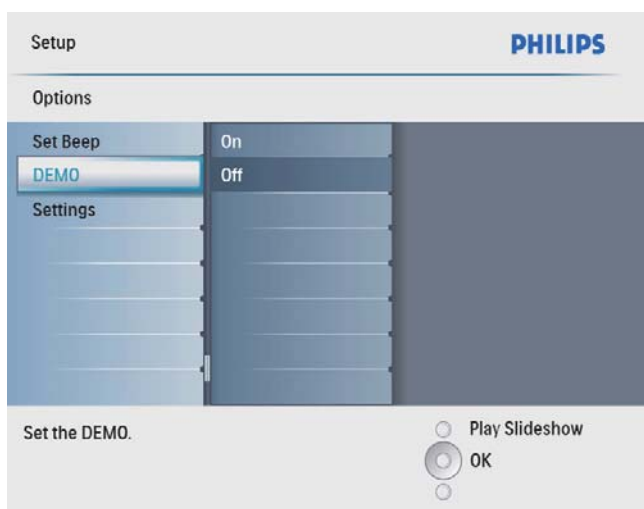 Setup
PHILIPS
Options
Set Beep
On
DEMO
Off
Settings
Set the DEMO.
Play Slideshow
OK